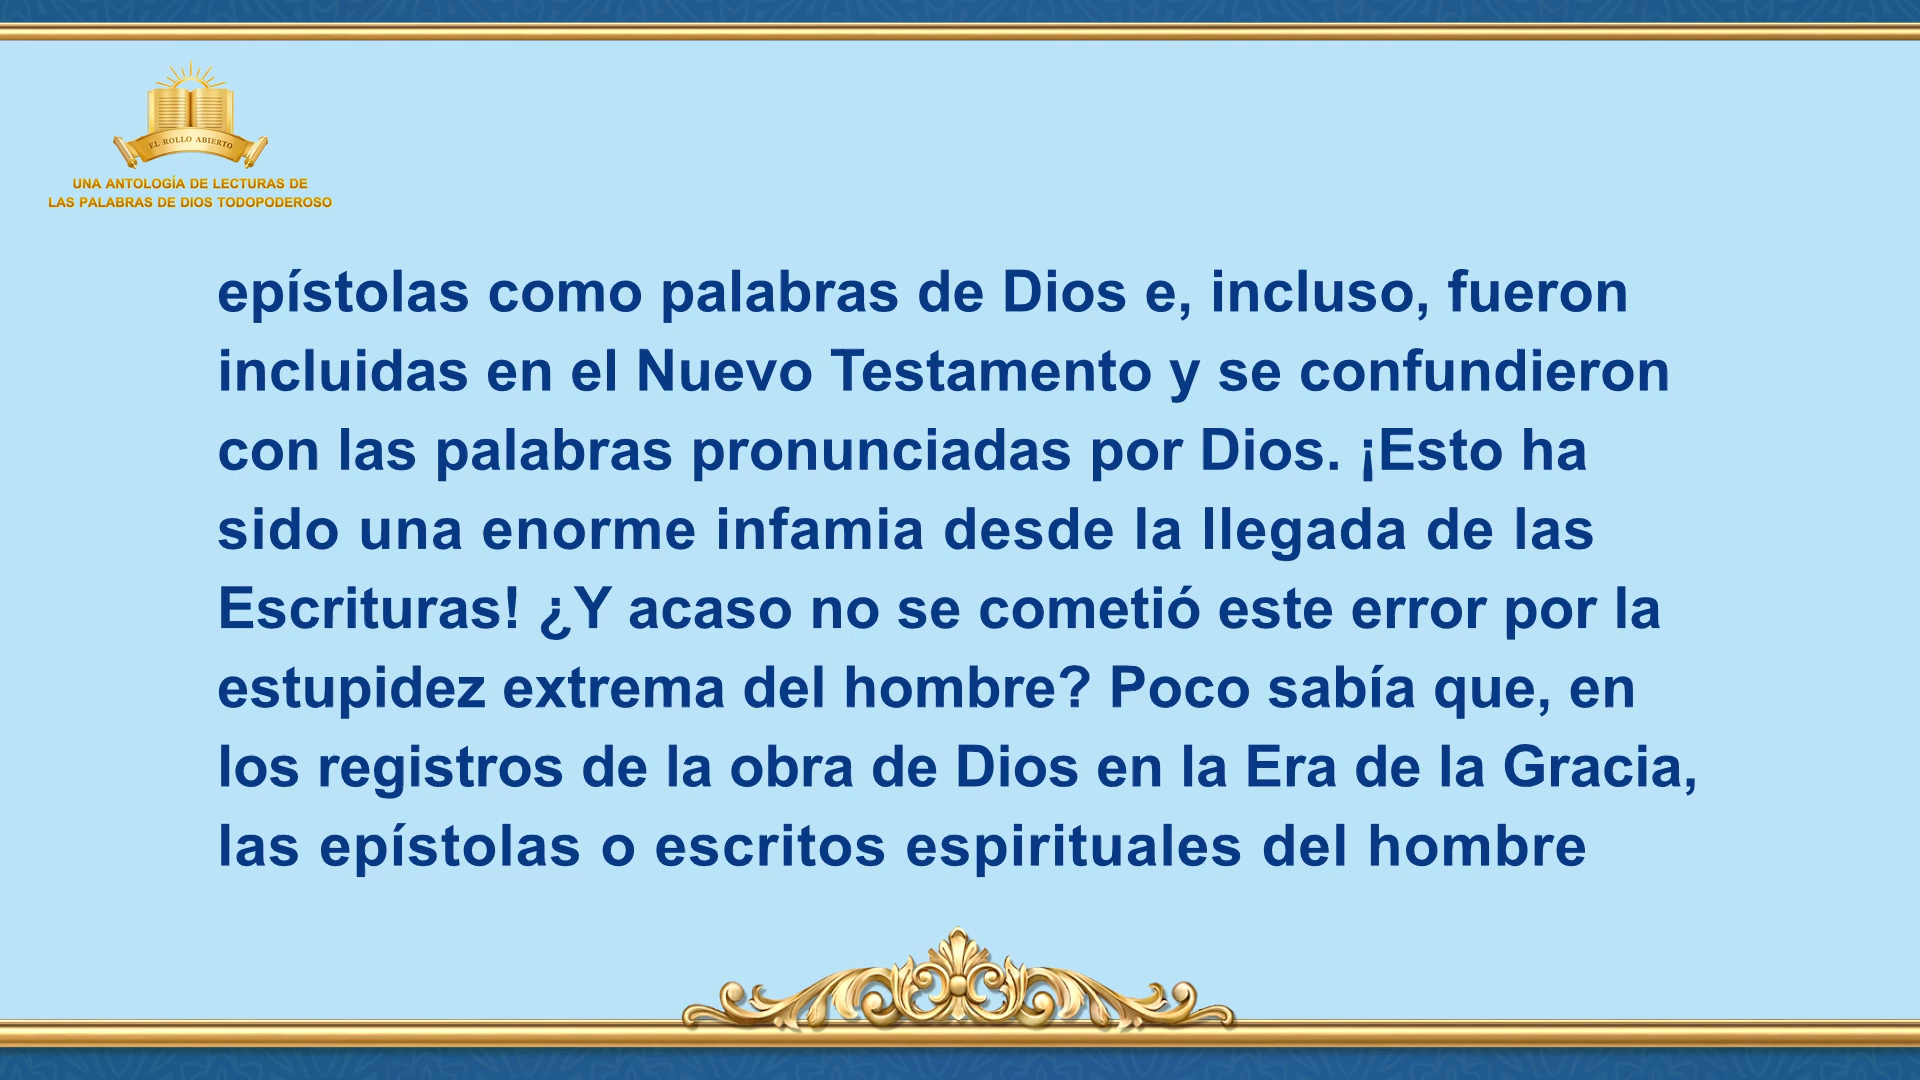 EL ROLLO ABIERTO
UNA ANTOLOGÍA DE LECTURAS DE
LAS PALABRAS DE DIOS TODOPODEROSO
epístolas como palabras de Dios e, incluso, fueron
incluidas en el Nuevo Testamento y se confundieron
con las palabras pronunciadas por Dios. ¡Esto ha
sido una enorme infamia desde la llegada de las
Escrituras! ¿Y acaso no se cometió este error por la
estupidez extrema del hombre? Poco sabía que, en
los registros de la obra de Dios en la Era de la Gracia,
las epístolas o escritos espirituales del hombre